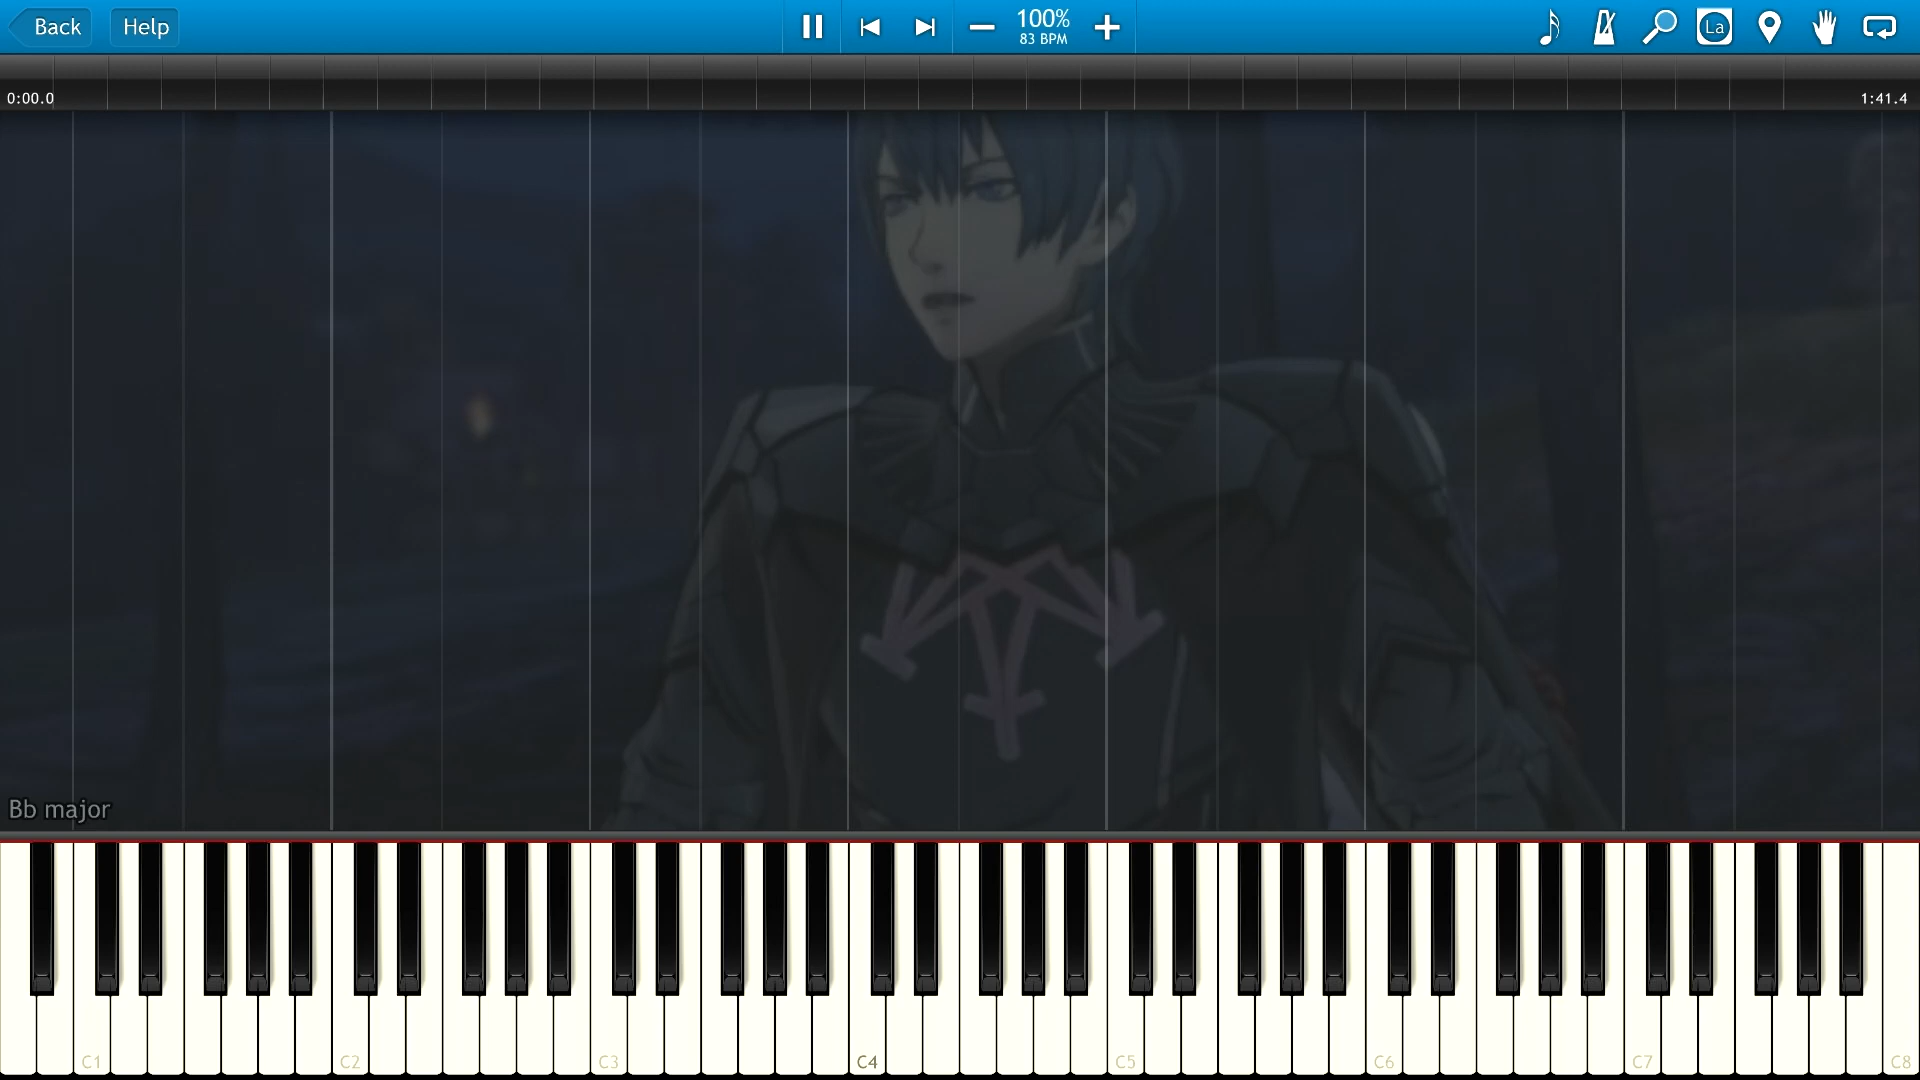 Back
Help
100%
83 BPM
La
0:00.0
1:41.4
Bb major
C1
C2
C3
C4
C5
C6
C7
C8